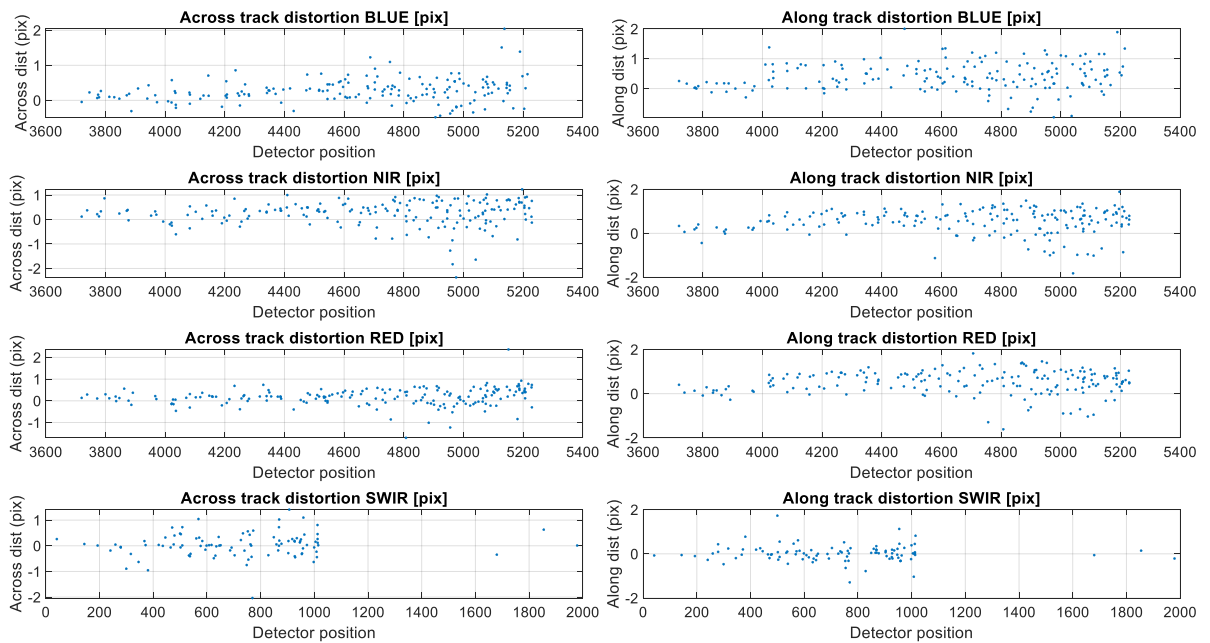 Across track distortion BLUE [pix]
Across dist (pix)
2
1
0
3600 3800 4000 4200 4400 4600 4800 5000 5200 5400
Detector position
Along track distortion BLUE [pix]
Along dist (pix)
2
1
0
3600 3800 4000 4200 4400 4600 4800 5000 5200 5400
Detector position
Across track distortion NIR [pix]
Across dist (pix)
1
0
-1
-2
3600 3800 4000 4200 4400 4600 4800 5000 5200 5400
Detector position
Along track distortion NIR [pix]
Along dist (pix)
2
0
-2
3600 3800 4000 4200 4400 4600 4800 5000 5200 5400
Detector position
Across track distortion RED [pix]
Across dist (pix)
2
1
0
-1
3600 3800 4000 4200 4400 4600 4800 5000 5200 5400
Detector position
Along track distortion RED [pix]
Along dist (pix)
2
0
-2
3600 3800 4000 4200 4400 4600 4800 5000 5200 5400
Detector position
Across track distortion SWIR [pix]
Across dist (pix)
1
0
-1
-2
0 200 400 600 800 1000 1200 1400 1600 1800 2000
Detector position
Along track distortion SWIR [pix]
Along dist (pix)
2
0
-2
0 200 400 600 800 1000 1200 1400 1600 1800 2000
Detector position